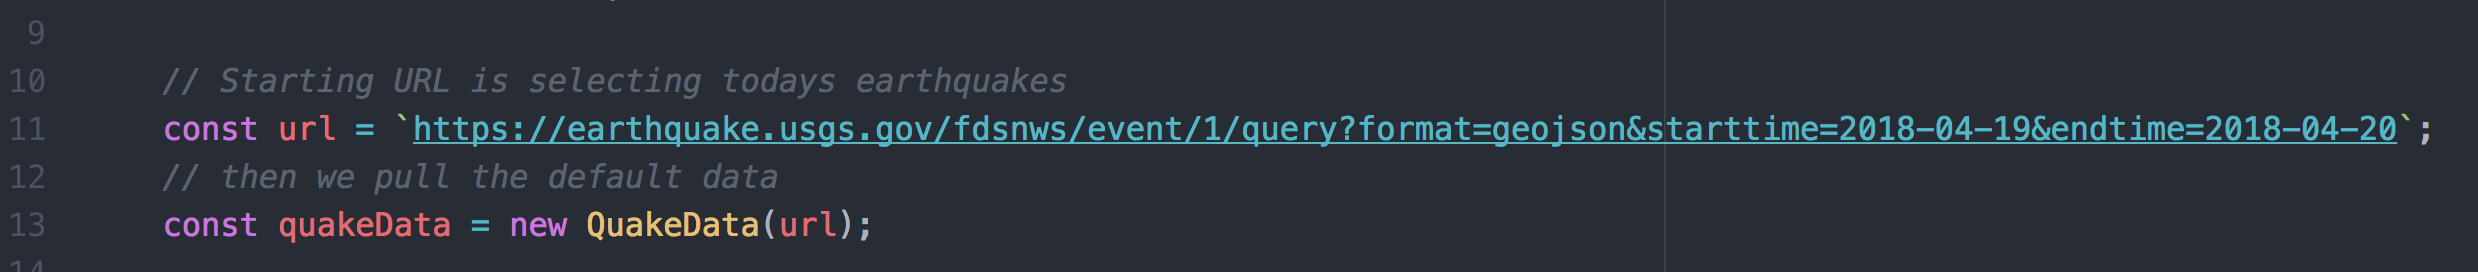 9
10 // Starting URL is selecting todays earthquakes
11 const url = `https://earthquake.usgs.gov/fdsnws/event/1/query?format=geojson&starttime=2018-04-19&endtime=2018-04-20`;
12 // then we pull the default data
13 const quakeData = new QuakeData(url);
14